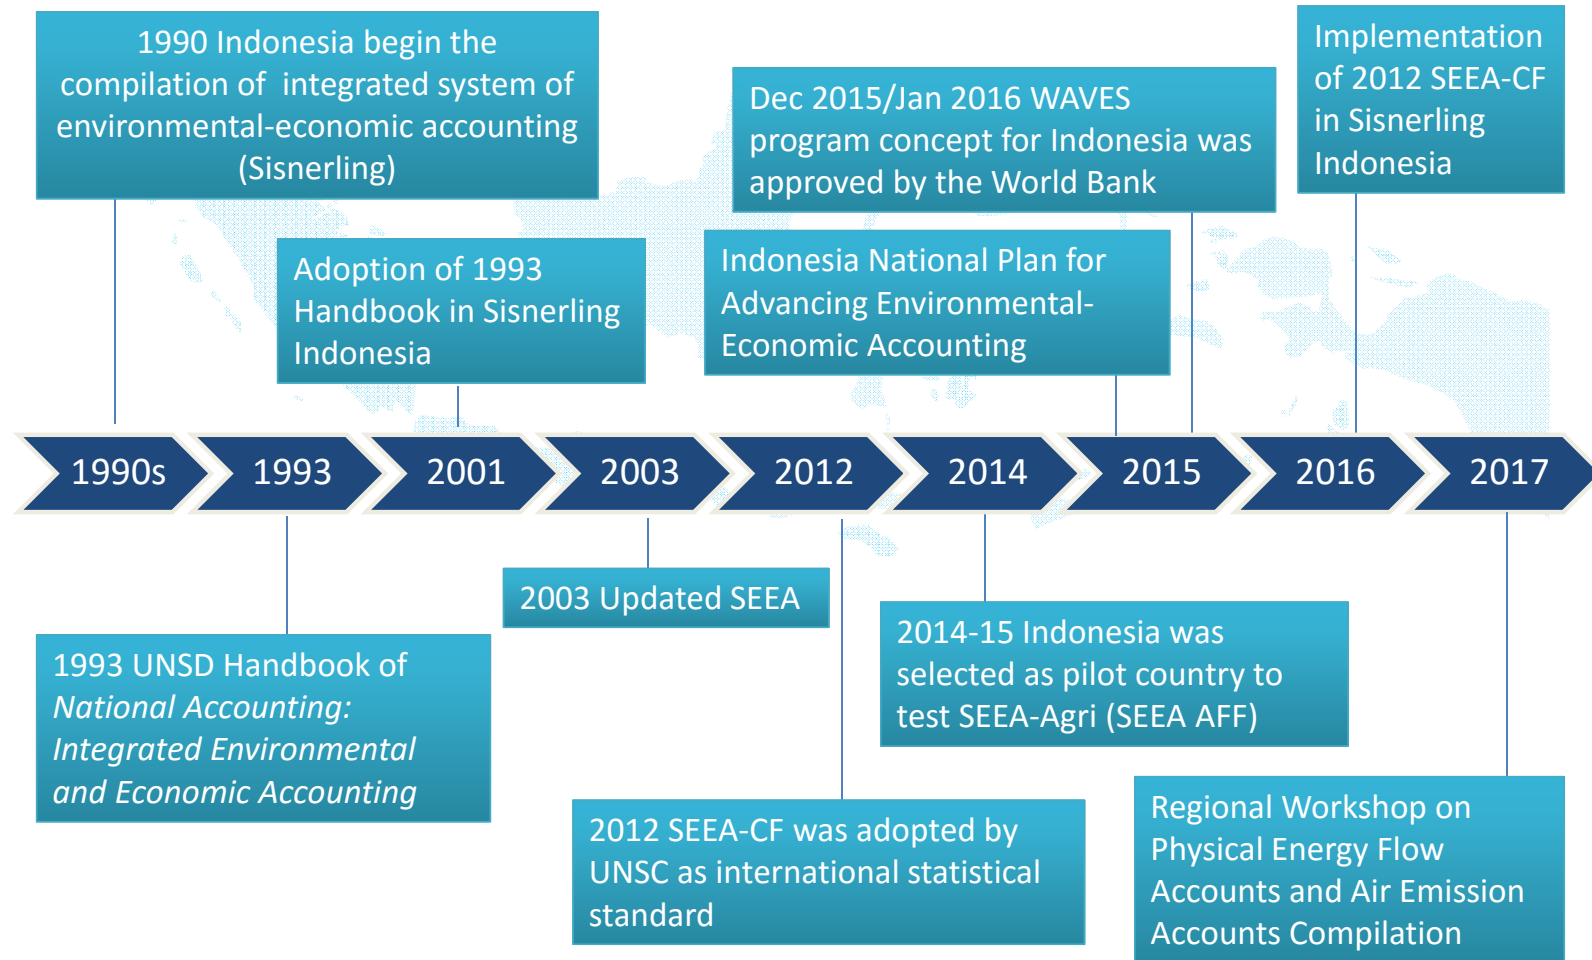 1990 Indonesia begin the
compilation of integrated system of
environmental-economic accounting
(Sisnerling)
Adoption of 1993
Handbook in Sisnerling
Indonesia
Dec 2015/Jan 2016 WAVES
program concept for Indonesia was
approved by the World Bank
Indonesia National Plan for
Advancing Environmental-
Economic Accounting
Implementation
of 2012 SEEA-CF
in Sisnerling
Indonesia
1990s
1993
2001
2003
2012
2014
2015
2016
2017
1993 UNSD Handbook of
National Accounting:
Integrated Environmental
and Economic Accounting
2003 Updated SEEA
2012 SEEA-CF was adopted by
UNSC as international statistical
standard
2014-15 Indonesia was
selected as pilot country to
test SEEA-Agri (SEEA AFF)
Regional Workshop on
Physical Energy Flow
Accounts and Air Emission
Accounts Compilation